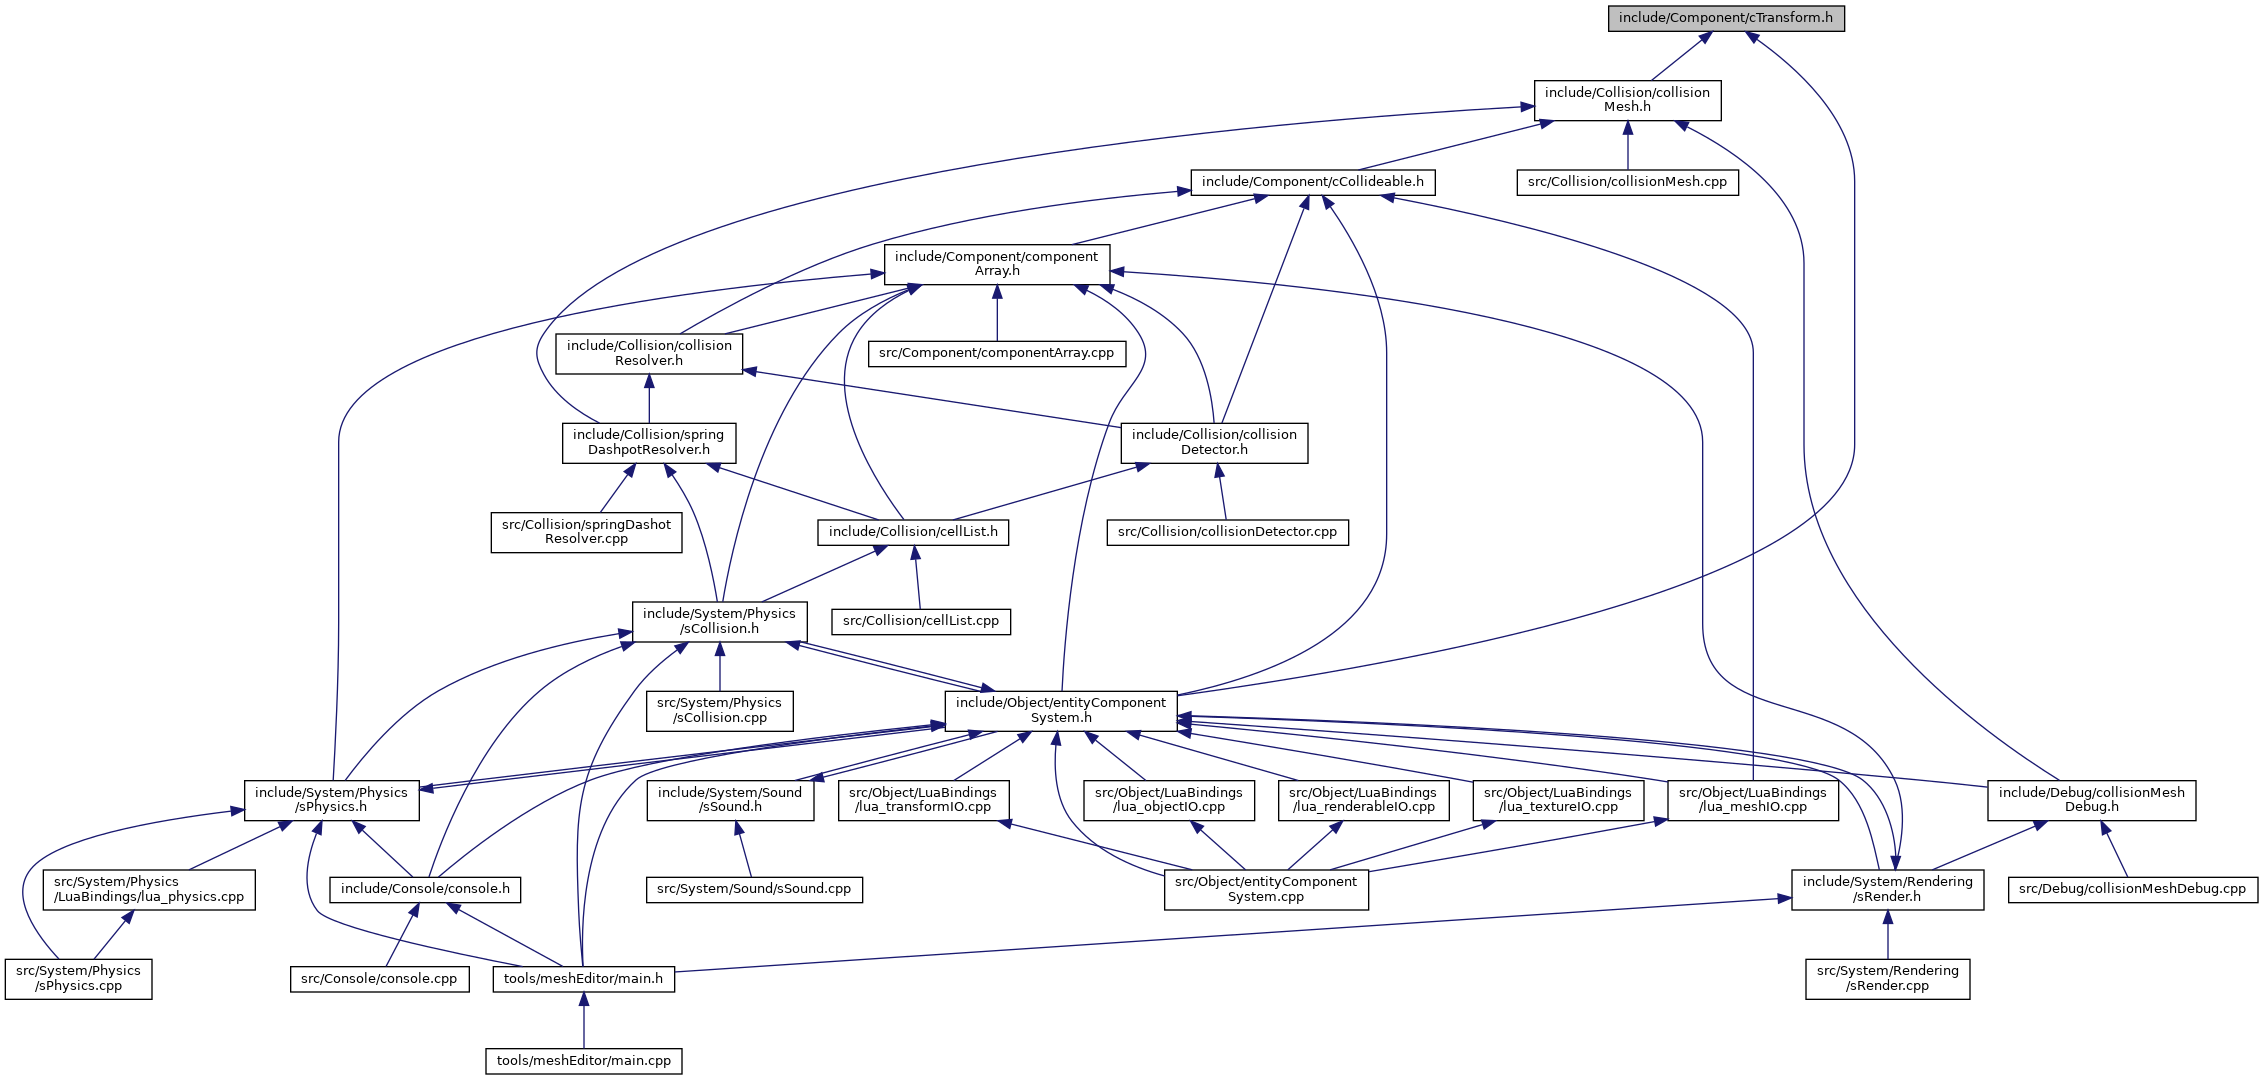 include/Component/cTransform.h
include/Collision/collision
Mesh.h
include/Component/cCollideable.h
src/Collision/collisionMesh.cpp
include/Component/component
Array.h
include/Collision/collision
Resolver.h
src/Component/componentArray.cpp
include/Collision/spring
DashpotResolver.h
include/Collision/collision
Detector.h
src/Collision/springDashot
Resolver.cpp
include/Collision/cellList.h
src/Collision/collisionDetector.cpp
include/System/Physics
/sCollision.h
src/Collision/cellList.cpp
src/System/Physics
/sCollision.cpp
include/Object/entityComponent
System.h
include/System/Physics
/sPhysics.h
include/System/Sound
/sSound.h
src/Object/LuaBindings
/lua_transformIO.cpp
src/Object/LuaBindings
/lua_objectIO.cpp
src/Object/LuaBindings
/lua_renderableIO.cpp
src/Object/LuaBindings
/lua_textureIO.cpp
src/Object/LuaBindings
/lua_meshIO.cpp
include/Debug/collisionMesh
Debug.h
src/System/Physics
/LuaBindings/lua_physics.cpp
include/Console/console.h
src/System/Sound/sSound.cpp
src/Object/entityComponent
System.cpp
include/System/Rendering
/sRender.h
src/Debug/collisionMeshDebug.cpp
src/System/Physics
/sPhysics.cpp
src/Console/console.cpp
tools/meshEditor/main.h
src/System/Rendering
/sRender.cpp
tools/meshEditor/main.cpp